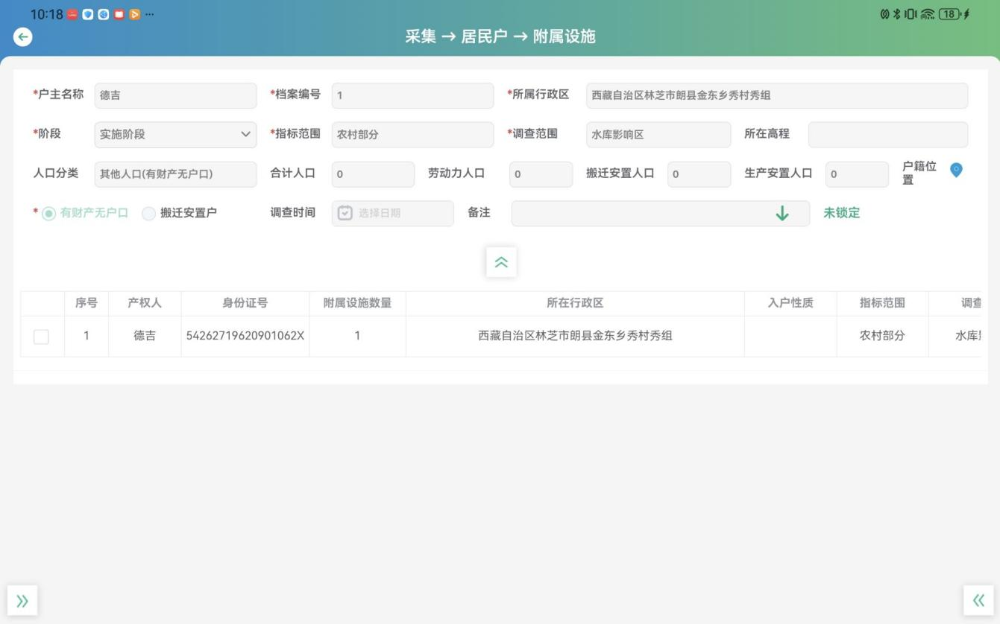 10:18
18
采集 → 居民户 → 附属设施
*户主名称 德吉 *档案编号 1 *所属行政区 西藏自治区林芝市朗县金东乡秀村秀组
*阶段 实施阶段 *指标范围 农村部分 *调查范围 水库影响区 所在高程
人口分类 其他人口(有财产无户口) 合计人口 0 劳动力人口 0 搬迁安置人口 0 生产安置人口 0 户籍位置
* 有财产无户口 搬迁安置户 调查时间 选择日期 备注 未锁定
序号 产权人 身份证号 附属设施数量 所在行政区 入户性质 指标范围 调查
1 德吉 54262719620901062X 1 西藏自治区林芝市朗县金东乡秀村秀组 农村部分 水库